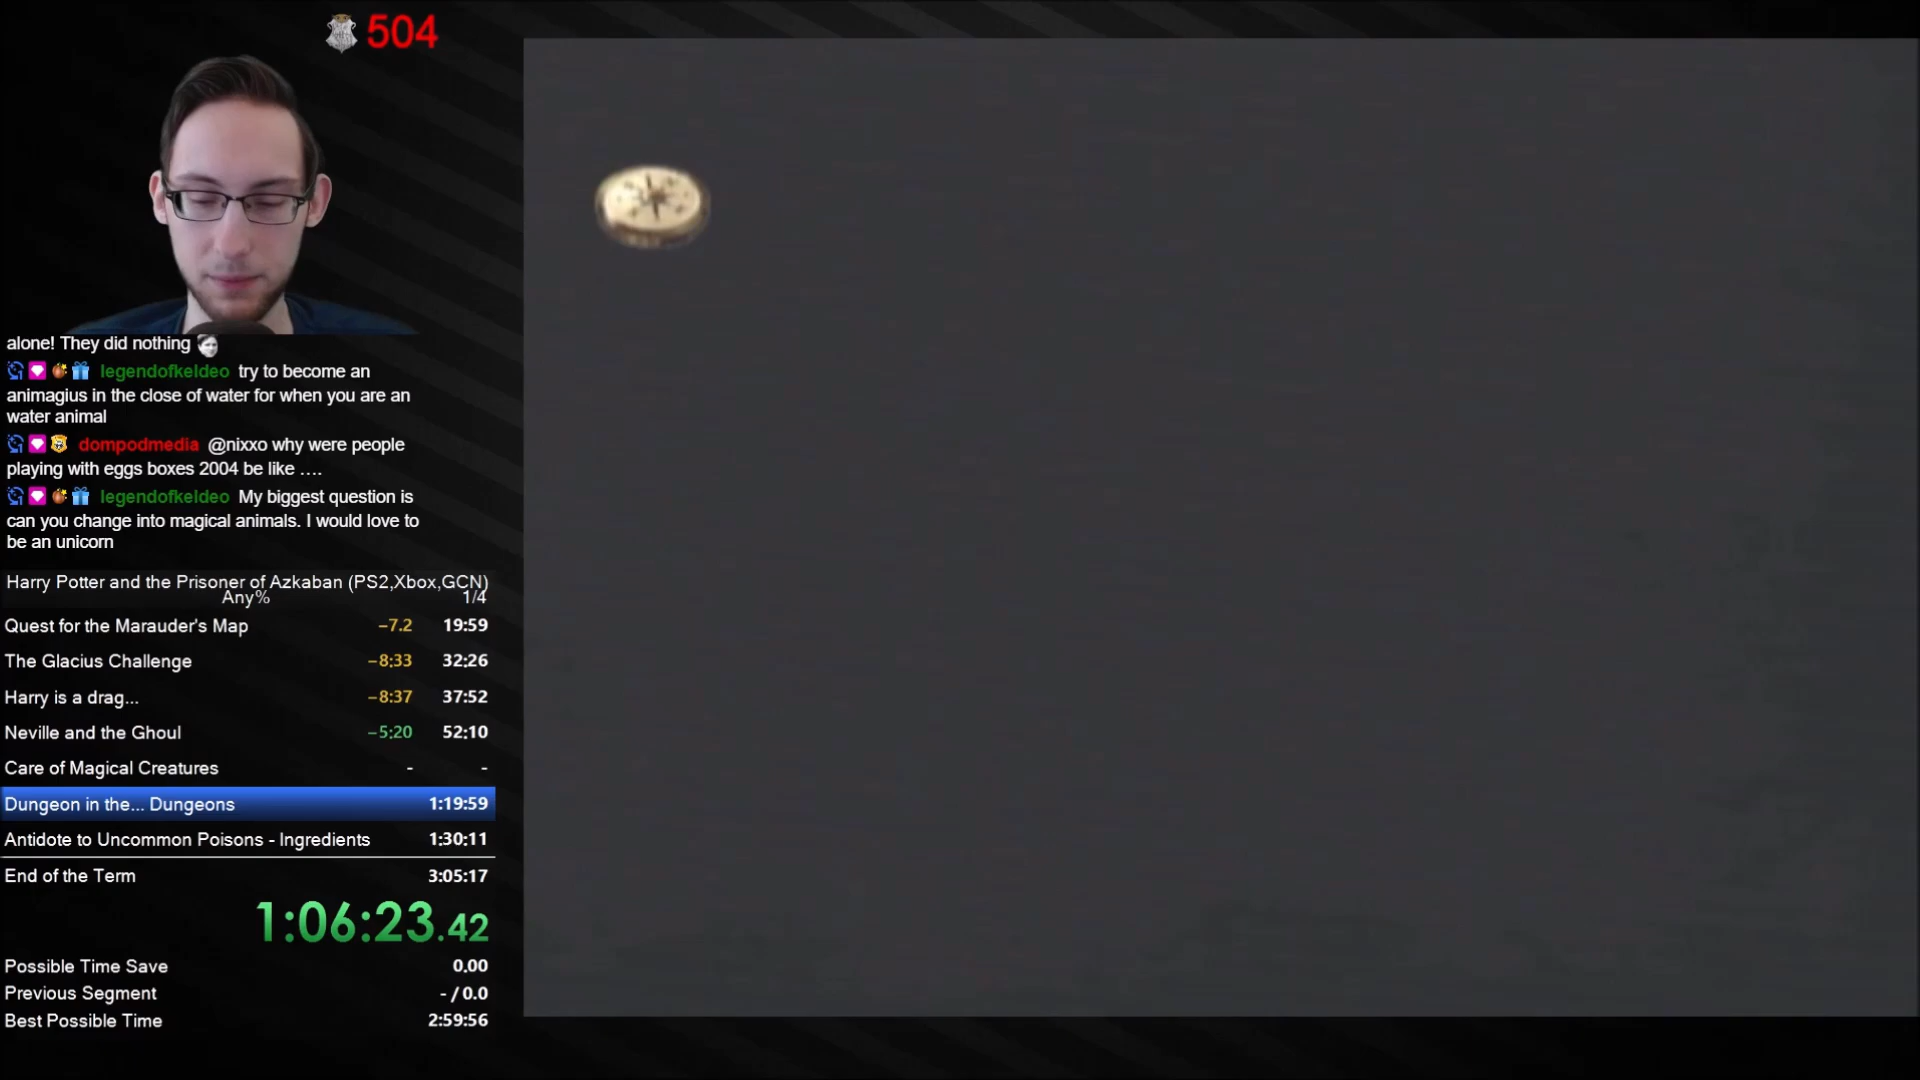 504
alone! They did nothing
legendofkeldeo try to become an
animagius in the close of water for when you are an
water animal
dompodmedia @nixxo why were people
playing with eggs boxes 2004 be like ....
legendofkeldeo My biggest question is
can you change into magical animals. I would love to
be an unicorn
Harry Potter and the Prisoner of Azkaban (PS2,Xbox,GCN)
Any% 1/4
Quest for the Marauder's Map −7.2 19:59
The Glacius Challenge −8:33 32:26
Harry is a drag... −8:37 37:52
Neville and the Ghoul −5:20 52:10
Care of Magical Creatures - -
Dungeon in the... Dungeons 1:19:59
Antidote to Uncommon Poisons - Ingredients 1:30:11
End of the Term 3:05:17
1:06:23.42
Possible Time Save 0.00
Previous Segment - / 0.0
Best Possible Time 2:59:56